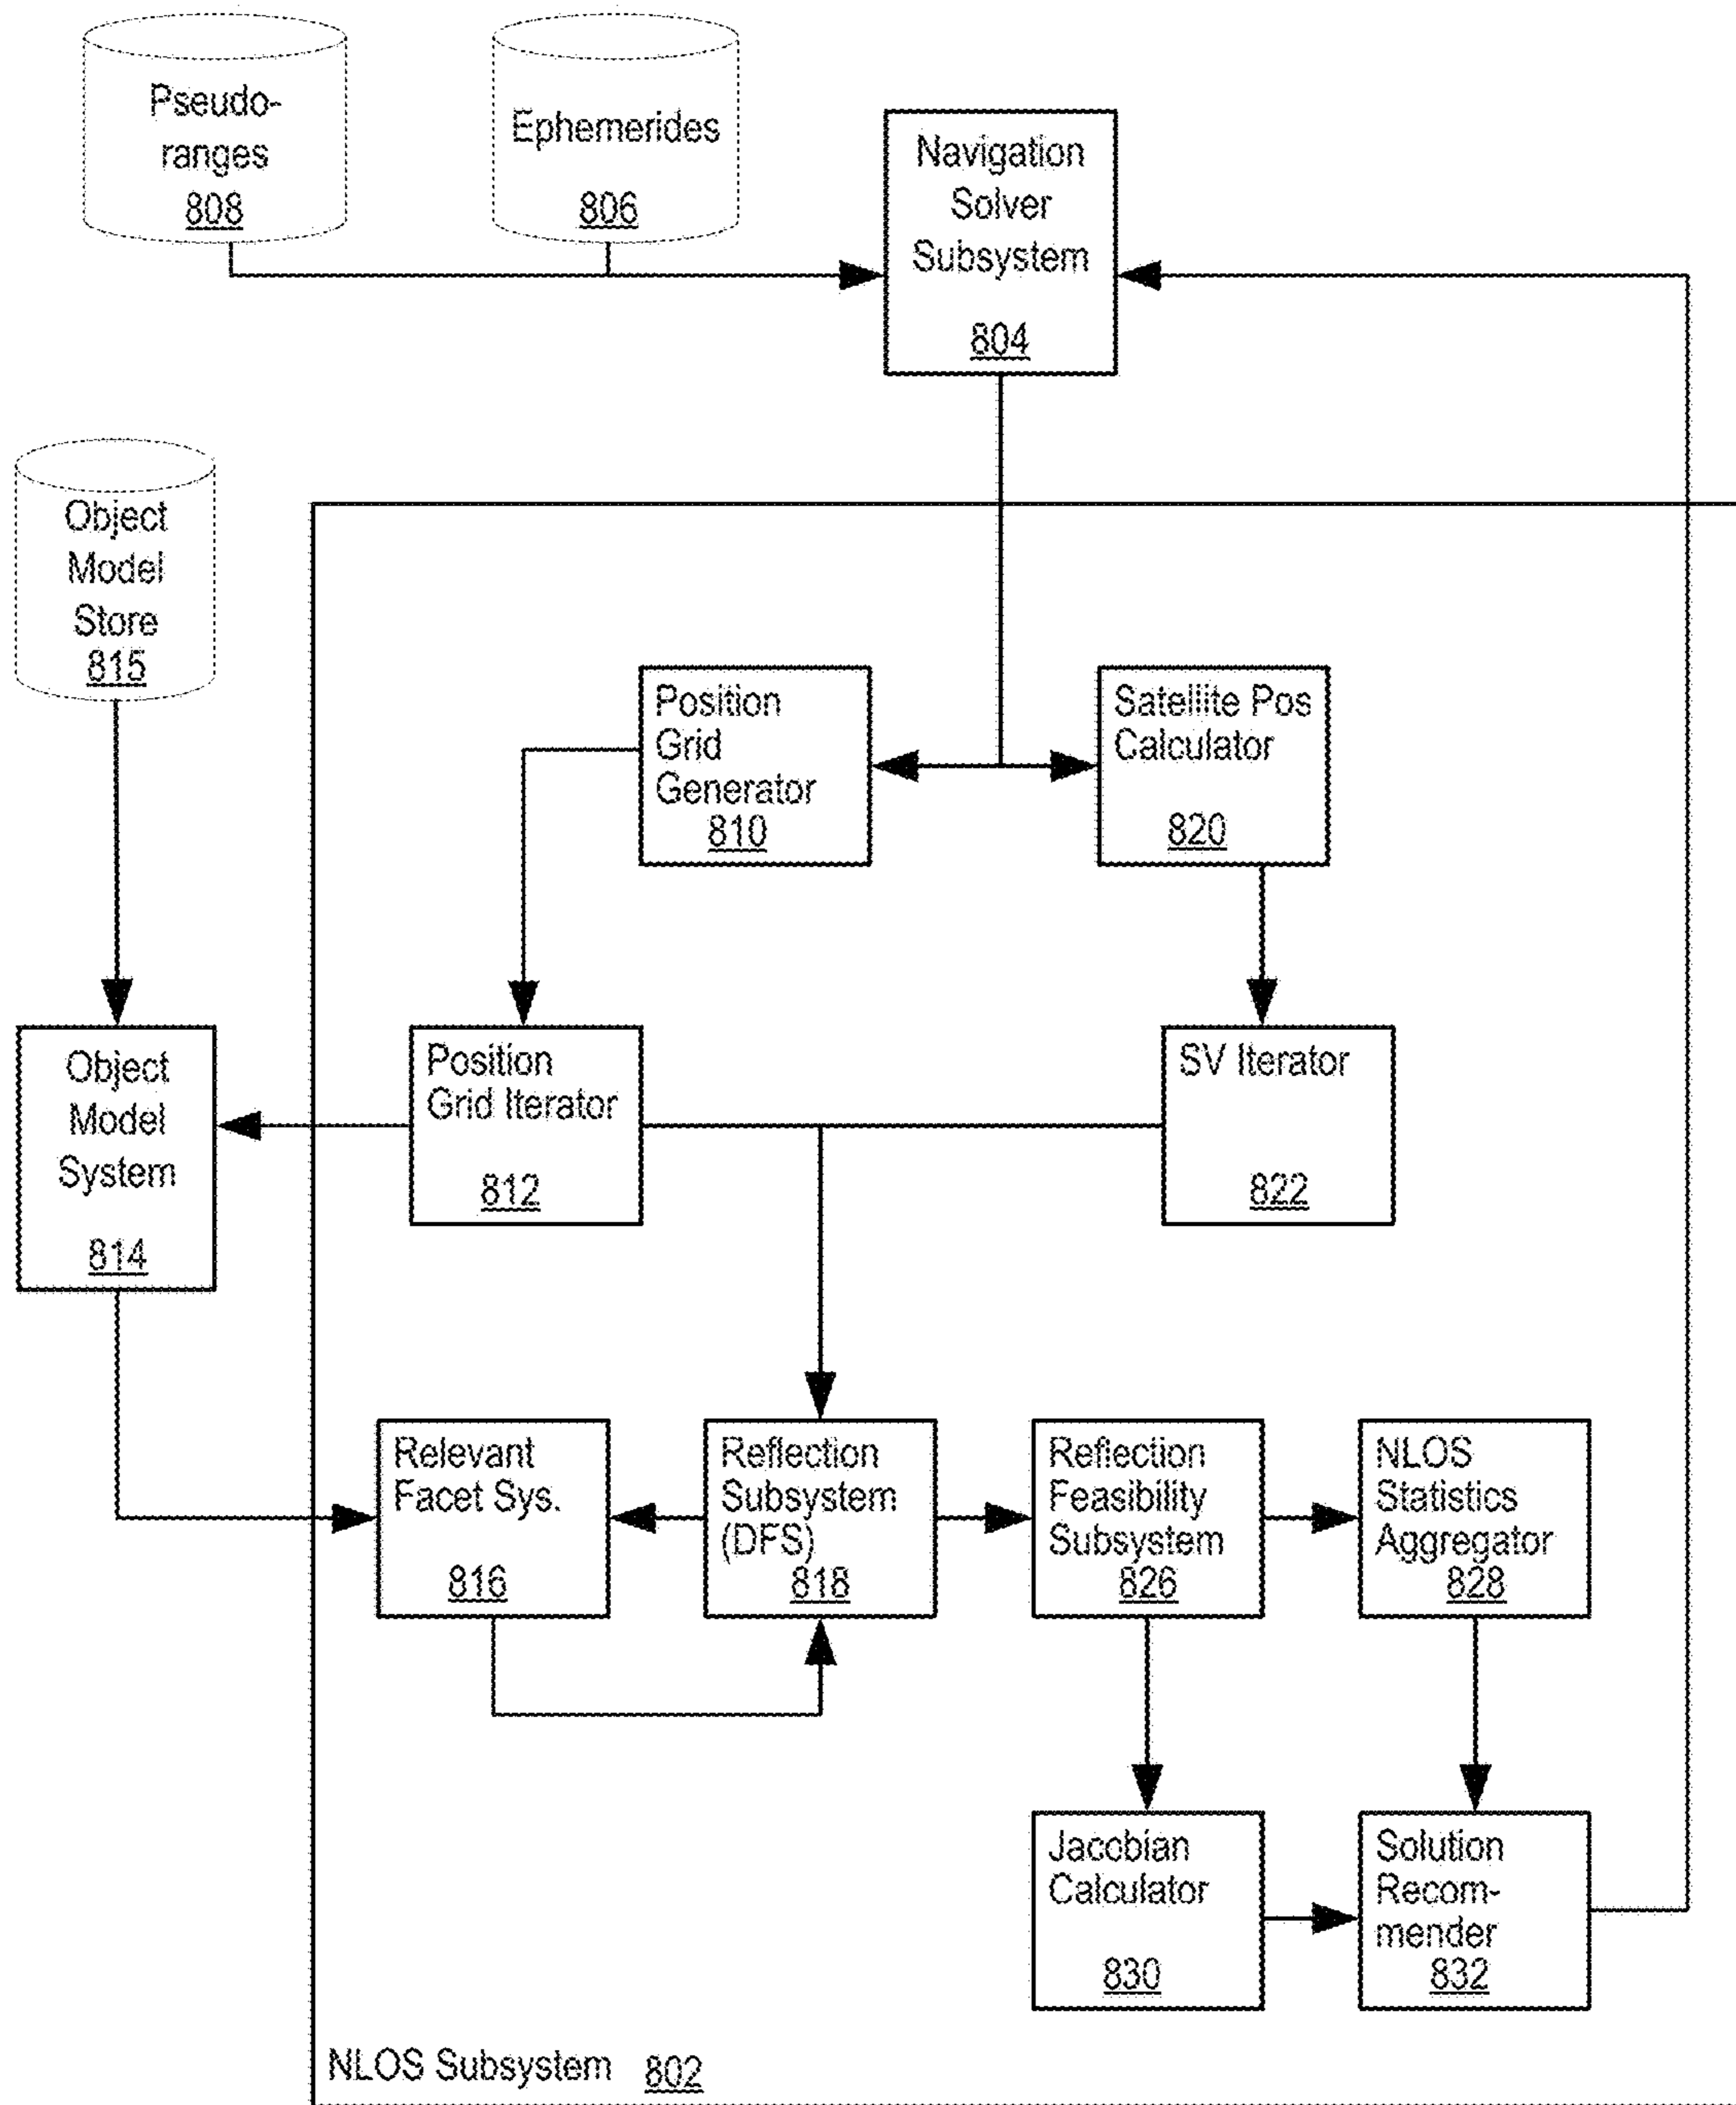 Pseudo-
ranges
808
Ephemerides
806
Navigation
Solver
Subsystem
804
Object
Model
Store
815
Position
Grid
Generator
810
Satellite Pos
Calculator
820
Object
Model
System
814
Position
Grid Iterator
812
SV Iterator
822
Relevant
Facet Sys.
816
Reflection
Subsystem
(DFS)
818
Reflection
Feasibility
Subsystem
826
NLOS
Statistics
Aggregator
828
Jacobian
Calculator
830
Solution
Recom-
mender
832
NLOS Subsystem 802